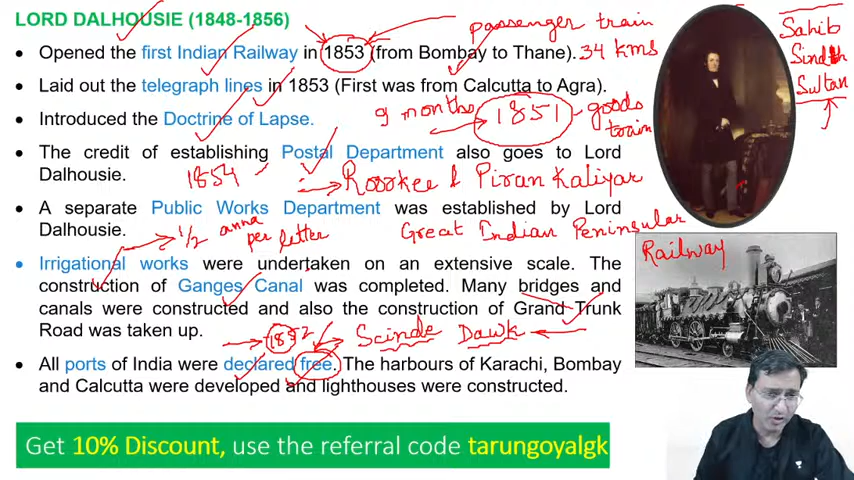 LORD DALHOUSIE (1848-1856)
passenger train
• Opened the first Indian Railway in 1853 (from Bombay to Thane). 34 kms
• Laid out the telegraph lines in 1853 (First was from Calcutta to Agra).
9 months 1851 - goods train
• Introduced the Doctrine of Lapse.
• The credit of establishing Postal Department also goes to Lord
Dalhousie. 1854
Roorkee & Piran Kaliyar
• A separate Public Works Department was established by Lord
Dalhousie.
1/2 anna per letter
Great Indian Peninsular
Railway
• Irrigational works were undertaken on an extensive scale. The
construction of Ganges Canal was completed. Many bridges and
canals were constructed and also the construction of Grand Trunk
Road was taken up.
1852 Scinde Dawk
• All ports of India were declared free. The harbours of Karachi, Bombay
and Calcutta were developed and lighthouses were constructed.
Sahib
Sindh
Sultan
Get 10% Discount, use the referral code tarungoyalgk